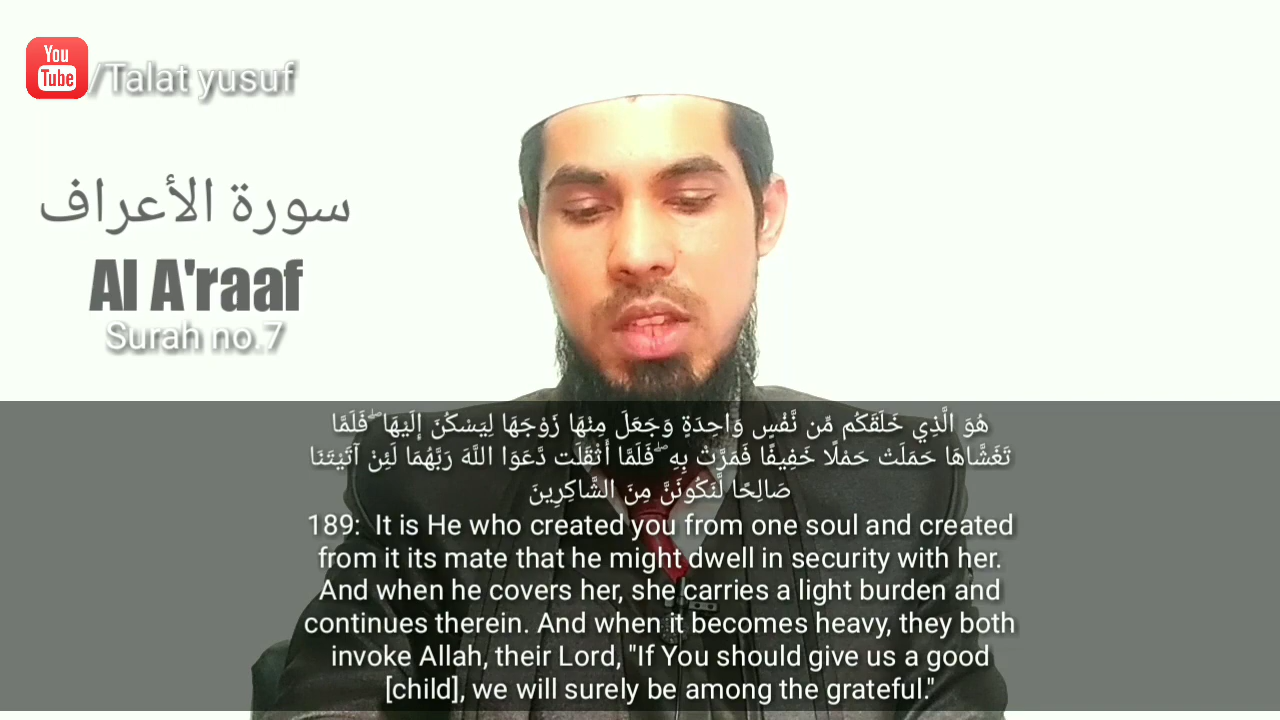 You
Tube
/Talat yusuf
سورة الأعراف
Al A'raaf
Surah no.7
هُوَ الَّذِي خَلَقَكُم مِّن نَّفْسٍ وَاحِدَةٍ وَجَعَلَ مِنْهَا زَوْجَهَا لِيَسْكُنَ إِلَيْهَا ۖ فَلَمَّا
تَغَشَّاهَا حَمَلَتْ حَمْلًا خَفِيفًا فَمَرَّتْ بِهِ ۖ فَلَمَّا أَثْقَلَت دَّعَوَا اللَّهَ رَبَّهُمَا لَئِنْ آتَيْتَنَا
صَالِحًا لَّنَكُونَنَّ مِنَ الشَّاكِرِينَ
189:  It is He who created you from one soul and created
from it its mate that he might dwell in security with her.
And when he covers her, she carries a light burden and
continues therein. And when it becomes heavy, they both
invoke Allah, their Lord, "If You should give us a good
[child], we will surely be among the grateful."